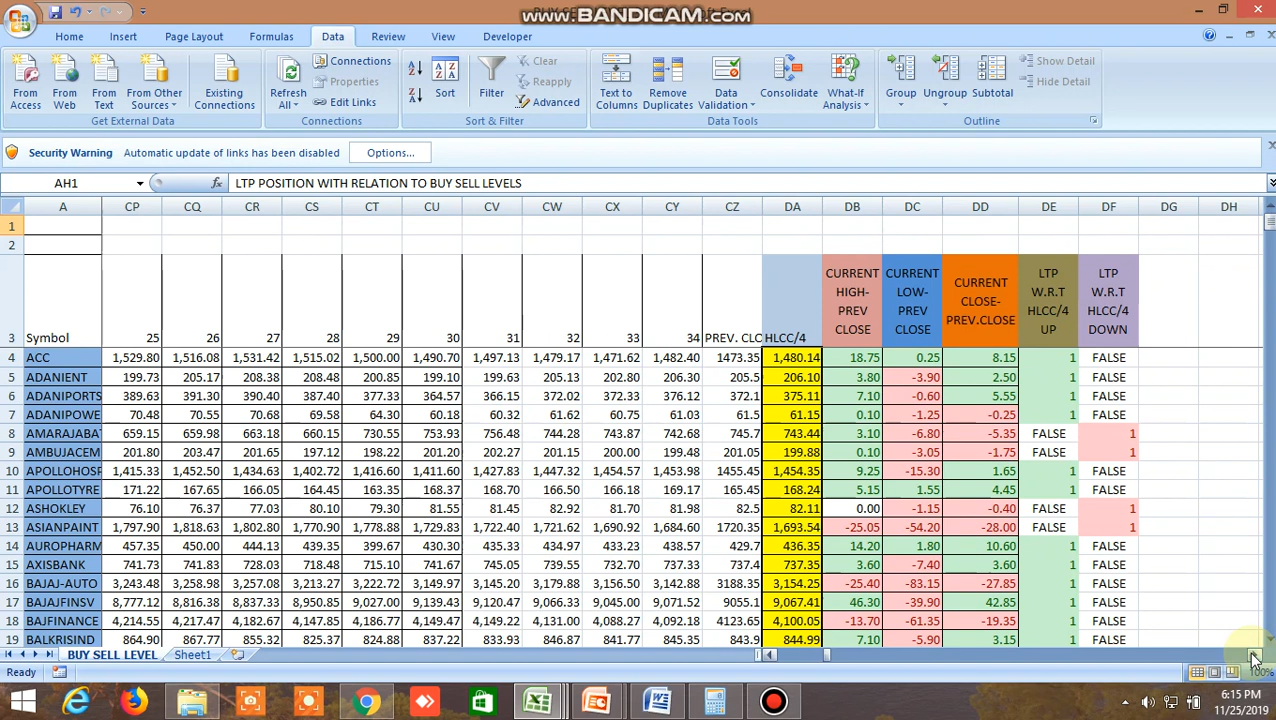 www.BANDICAM.com
Home Insert Page Layout Formulas Data Review View Developer
From Access
From Web
From Text
From Other Sources
Existing Connections
Get External Data
Refresh All
Connections
Properties
Edit Links
Connections
Sort
Filter
Clear
Reapply
Advanced
Sort & Filter
Text to Columns
Remove Duplicates
Data Validation
Consolidate
What-If Analysis
Data Tools
Group
Ungroup
Subtotal
Show Detail
Hide Detail
Outline
Security Warning Automatic update of links has been disabled Options...
AH1 fx LTP POSITION WITH RELATION TO BUY SELL LEVELS
A CP CQ CR CS CT CU CV CW CX CY CZ DA DB DC DD DE DF DG DH
1
2
3 Symbol 25 26 27 28 29 30 31 32 33 34 PREV. CLO HLCC/4 CURRENT HIGH-PREV CLOSE CURRENT LOW-PREV CLOSE CURRENT CLOSE-PREV.CLOSE LTP W.R.T HLCC/4 UP LTP W.R.T HLCC/4 DOWN
4 ACC 1,529.80 1,516.08 1,531.42 1,515.02 1,500.00 1,490.70 1,497.13 1,479.17 1,471.62 1,482.40 1473.35 1,480.14 18.75 0.25 8.15 1 FALSE
5 ADANIENT 199.73 205.17 208.38 208.48 200.85 199.10 199.63 205.13 202.80 206.30 205.5 206.10 3.80 -3.90 2.50 1 FALSE
6 ADANIPORTS 389.63 391.30 390.40 387.40 377.33 364.57 366.15 372.02 372.33 376.12 372.1 375.11 7.10 -0.60 5.55 1 FALSE
7 ADANIPOWE 70.48 70.55 70.68 69.58 64.30 60.18 60.32 61.62 60.75 61.03 61.5 61.15 0.10 -1.25 -0.25 1 FALSE
8 AMARAJABA 659.15 659.98 663.18 660.15 730.55 753.93 756.48 744.28 743.87 742.68 745.7 743.44 3.10 -6.80 -5.35 FALSE 1
9 AMBUJACEM 201.80 203.47 201.65 197.12 198.22 201.20 202.27 201.15 200.00 199.48 201.05 199.88 0.10 -3.05 -1.75 FALSE 1
10 APOLLOHOSP 1,415.33 1,452.50 1,434.63 1,402.72 1,416.60 1,411.60 1,427.83 1,447.32 1,454.57 1,453.98 1455.45 1,454.35 9.25 -15.30 1.65 1 FALSE
11 APOLLOTYRE 171.22 167.65 166.05 164.45 163.35 168.37 168.70 166.50 166.18 169.17 165.45 168.24 5.15 1.55 4.45 1 FALSE
12 ASHOKLEY 76.10 76.37 77.03 80.10 79.30 81.55 81.45 82.92 81.78 81.98 82.5 82.11 0.00 -1.15 -0.40 FALSE 1
13 ASIANPAINT 1,797.90 1,818.63 1,802.80 1,770.90 1,778.88 1,729.83 1,722.40 1,721.62 1,690.92 1,684.60 1720.35 1,693.54 -25.05 -54.20 -28.00 FALSE 1
14 AUROPHARM 457.35 450.00 444.13 439.35 399.67 430.30 435.33 434.97 433.23 438.57 429.7 436.35 14.20 1.80 10.60 1 FALSE
15 AXISBANK 741.73 741.83 728.03 718.48 715.10 741.67 745.05 739.70 732.70 737.33 737.4 737.35 3.60 -7.40 3.60 1 FALSE
16 BAJAJ-AUTO 3,243.48 3,258.98 3,257.08 3,213.27 3,222.72 3,149.97 3,145.20 3,179.88 3,156.50 3,142.88 3188.35 3,154.25 -25.40 -83.15 -27.85 1 FALSE
17 BAJAJFINSV 8,777.12 8,816.38 8,837.33 8,950.85 9,027.00 9,139.43 9,120.47 9,066.33 9,045.00 9,071.52 9055.1 9,067.41 46.30 -39.90 42.85 1 FALSE
18 BAJFINANCE 4,214.55 4,217.47 4,182.67 4,147.85 4,186.77 4,149.47 4,149.22 4,131.00 4,088.27 4,092.18 4123.65 4,100.05 -13.70 -61.35 -19.35 1 FALSE
19 BALKRISIND 864.90 867.77 855.32 825.37 824.88 837.22 833.93 846.87 841.77 845.35 843.9 844.99 7.10 -5.90 3.15 1 FALSE
BUY SELL LEVEL Sheet1
Ready 100%
6:15 PM
11/25/2019